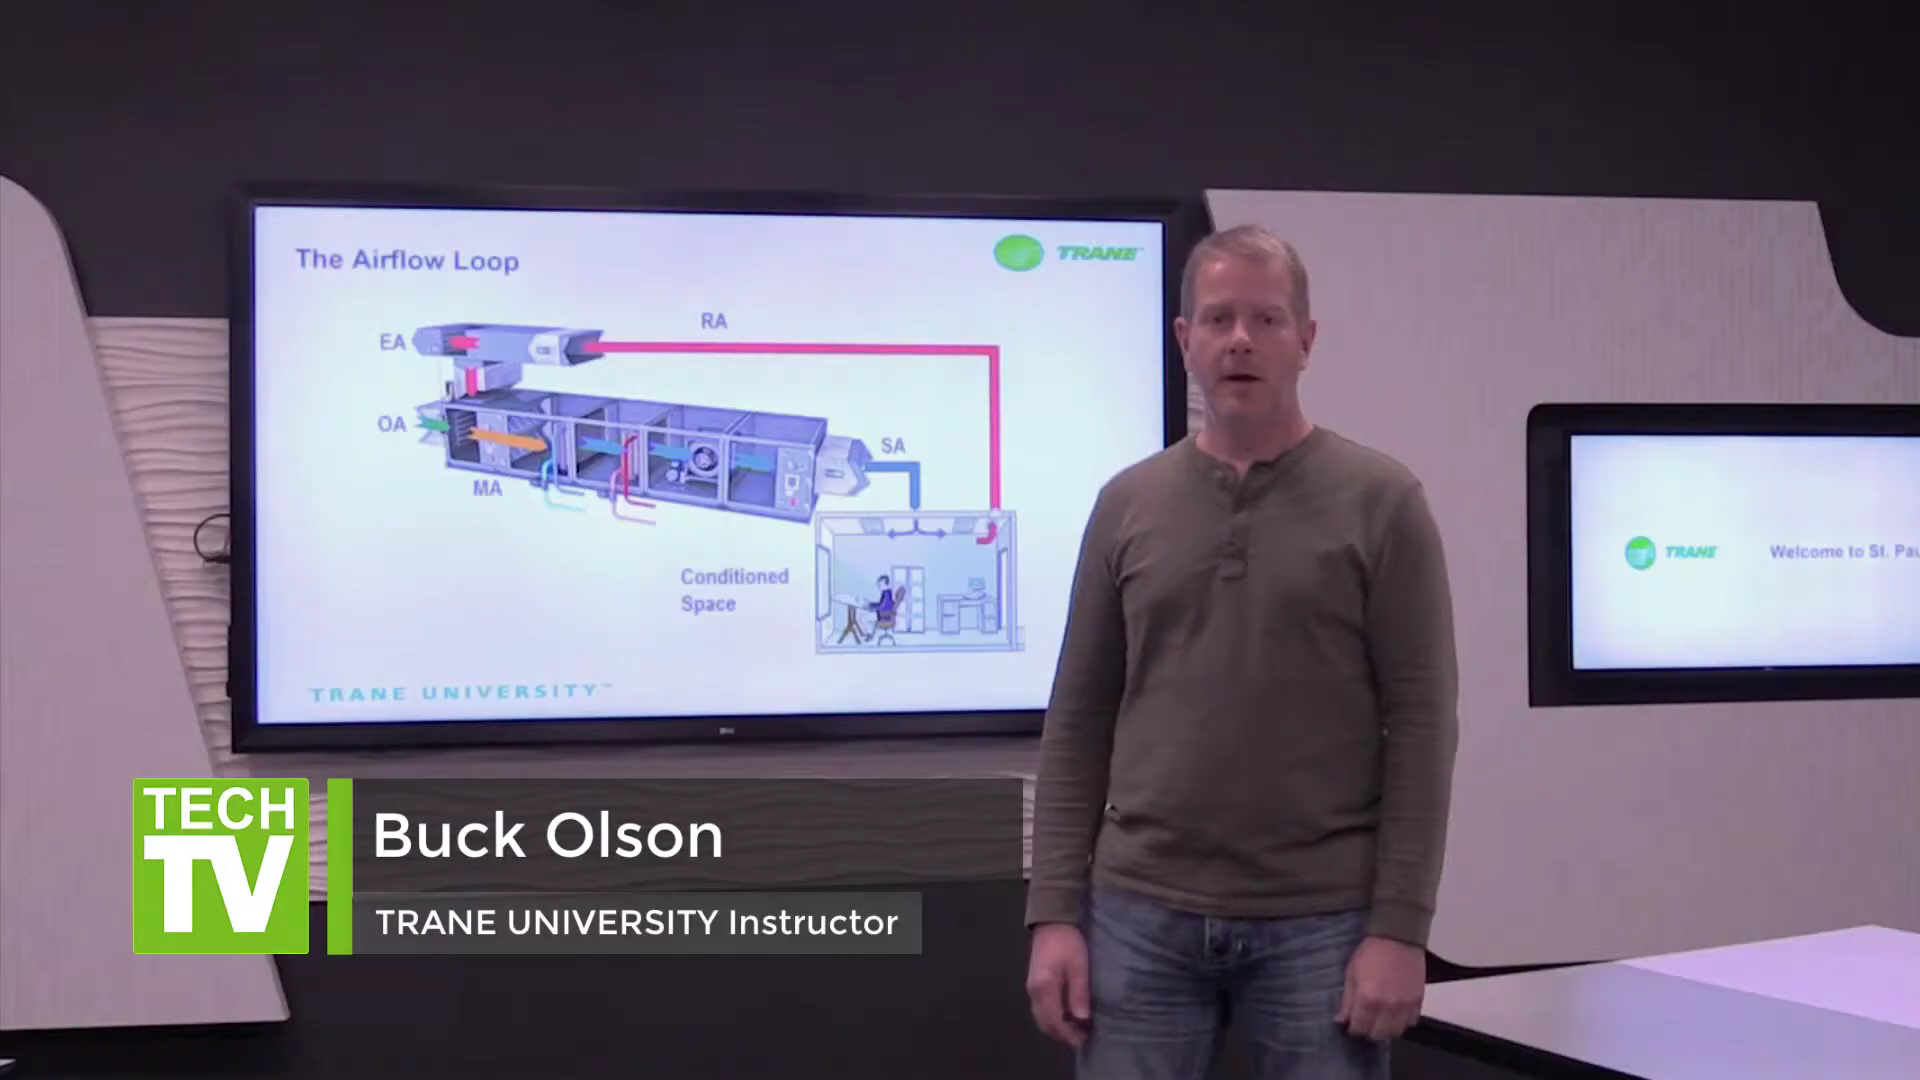 The Airflow Loop
TRANE
RA
EA
OA
SA
MA
Conditioned
Space
TRANE UNIVERSITY™
TRANE
Welcome to St. Pau
TECH
TV
Buck Olson
TRANE UNIVERSITY Instructor